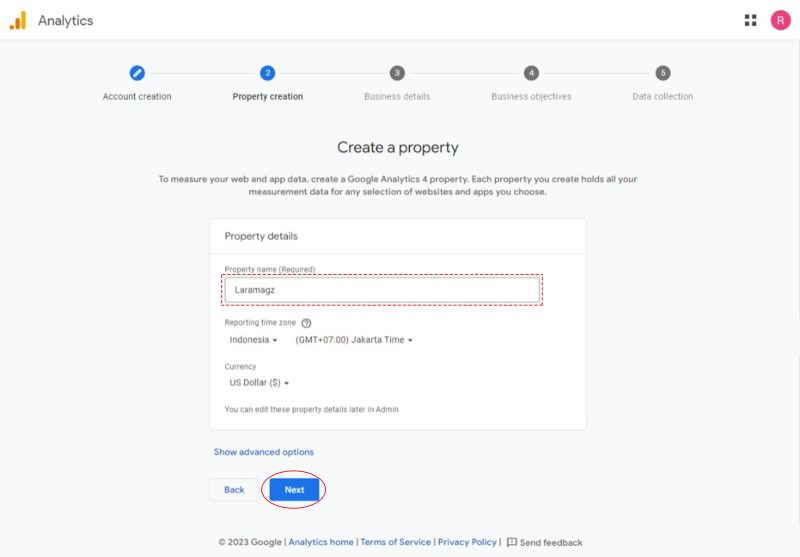 Analytics
R
2
3
4
5
Account creation
Property creation
Business details
Business objectives
Data collection
Create a property
To measure your web and app data, create a Google Analytics 4 property. Each property you create holds all your
measurement data for any selection of websites and apps you choose.
Property details
Property name (Required)
Laramagz
Reporting time zone ?
Indonesia
(GMT+07:00) Jakarta Time
Currency
US Dollar ($)
You can edit these property details later in Admin
Show advanced options
Back
Next
© 2023 Google | Analytics home | Terms of Service | Privacy Policy | Send feedback